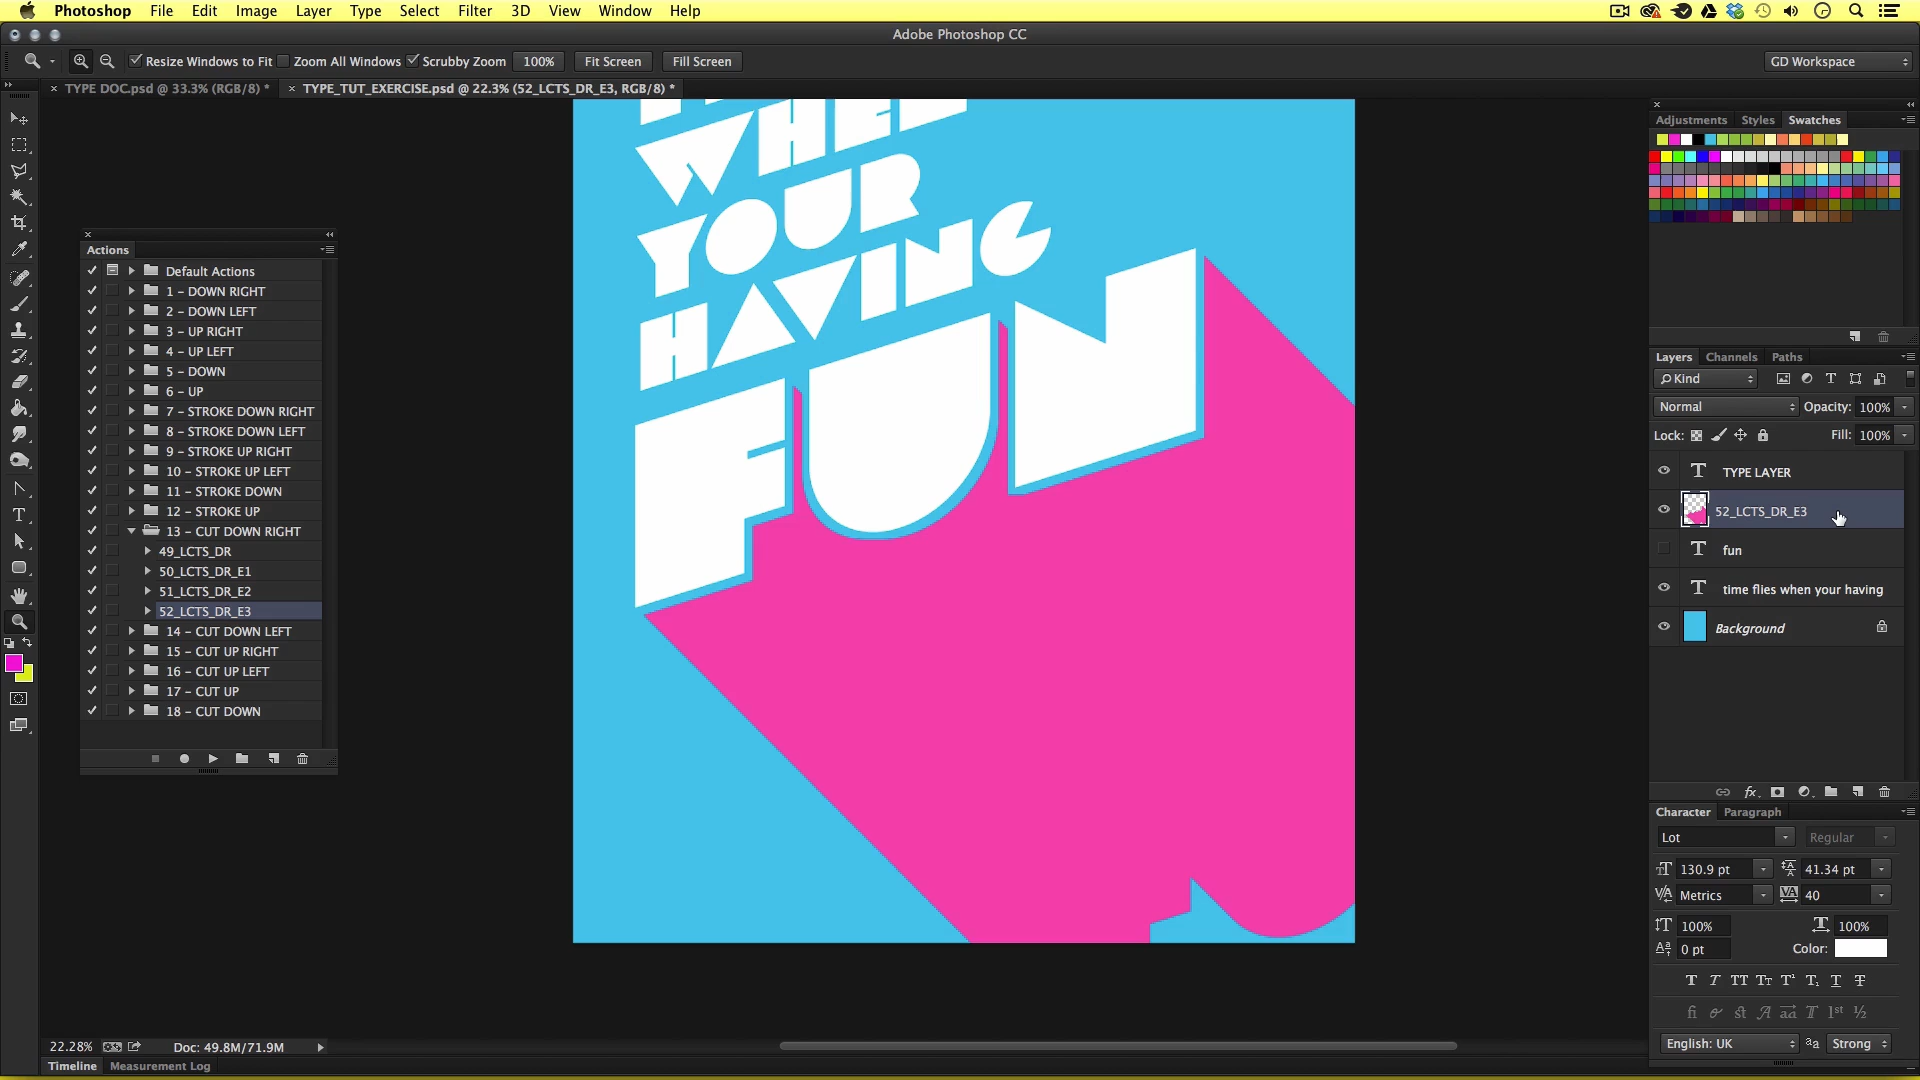 Photoshop File Edit Image Layer Type Select Filter 3D View Window Help
Adobe Photoshop CC
Resize Windows to Fit Zoom All Windows Scrubby Zoom 100% Fit Screen Fill Screen GD Workspace
TYPE DOC.psd @ 33.3% (RGB/8) * TYPE_TUT_EXERCISE.psd @ 22.3% (52_LCTS_DR_E3, RGB/8) *
WHEN
YOUR
HAVING
FUN
Actions
Default Actions
1 – DOWN RIGHT
2 – DOWN LEFT
3 – UP RIGHT
4 – UP LEFT
5 – DOWN
6 – UP
7 – STROKE DOWN RIGHT
8 – STROKE DOWN LEFT
9 – STROKE UP RIGHT
10 – STROKE UP LEFT
11 – STROKE DOWN
12 – STROKE UP
13 – CUT DOWN RIGHT
49_LCTS_DR
50_LCTS_DR_E1
51_LCTS_DR_E2
52_LCTS_DR_E3
14 – CUT DOWN LEFT
15 – CUT UP RIGHT
16 – CUT UP LEFT
17 – CUT UP
18 – CUT DOWN
Adjustments Styles Swatches
Layers Channels Paths
Kind
Normal Opacity: 100%
Lock: Fill: 100%
TYPE LAYER
52_LCTS_DR_E3
fun
time flies when your having
Background
Character Paragraph
Lot Regular
130.9 pt 41.34 pt
Metrics 40
100% 100%
0 pt Color:
English: UK Strong
22.28% Doc: 49.8M/71.9M
Timeline Measurement Log